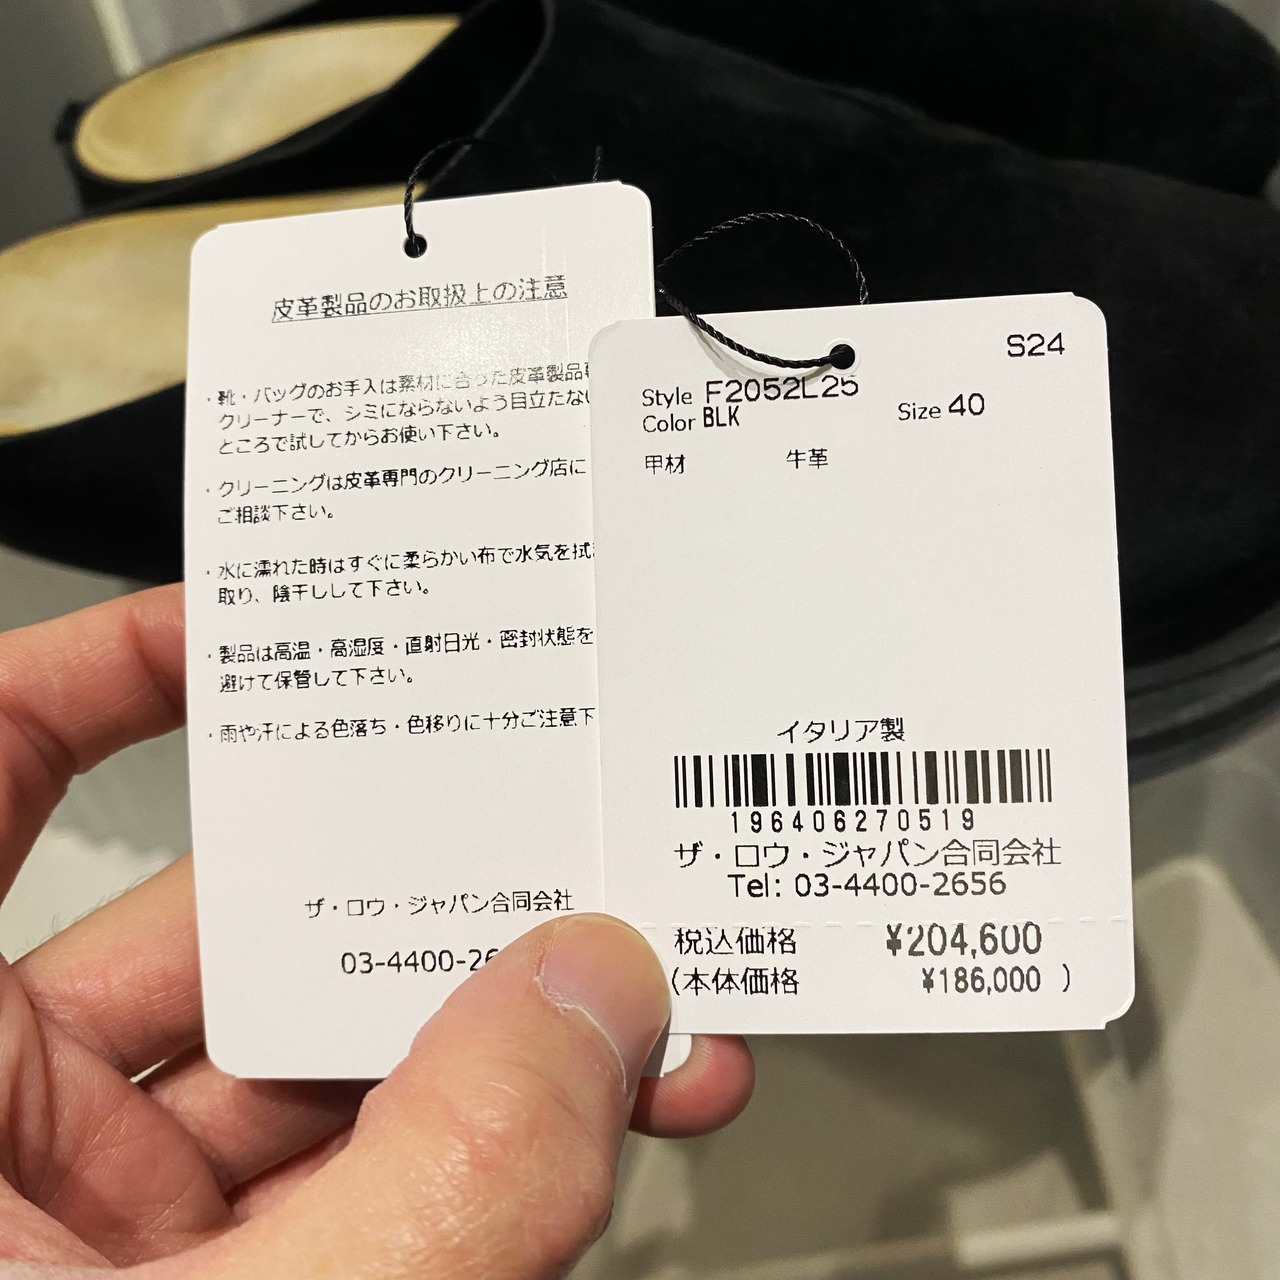 皮革製品のお取扱上の注意
・靴・バッグのお手入は素材に合った皮革製品専
クリーナーで、シミにならないよう目立たない
ところで試してからお使い下さい。
・クリーニングは皮革専門のクリーニング店に
ご相談下さい。
・水に濡れた時はすぐに柔らかい布で水気を拭き
取り、陰干しして下さい。
・製品は高温・高湿度・直射日光・密封状態を
避けて保管して下さい。
・雨や汗による色落ち・色移りに十分ご注意下
ザ・ロウ・ジャパン合同会社
03-4400-26
S24
Style F2052L25
Color BLK Size 40
甲材 牛革
イタリア製
196406270519
ザ・ロウ・ジャパン合同会社
Tel: 03-4400-2656
税込価格 ¥204,600
(本体価格 ¥186,000 )